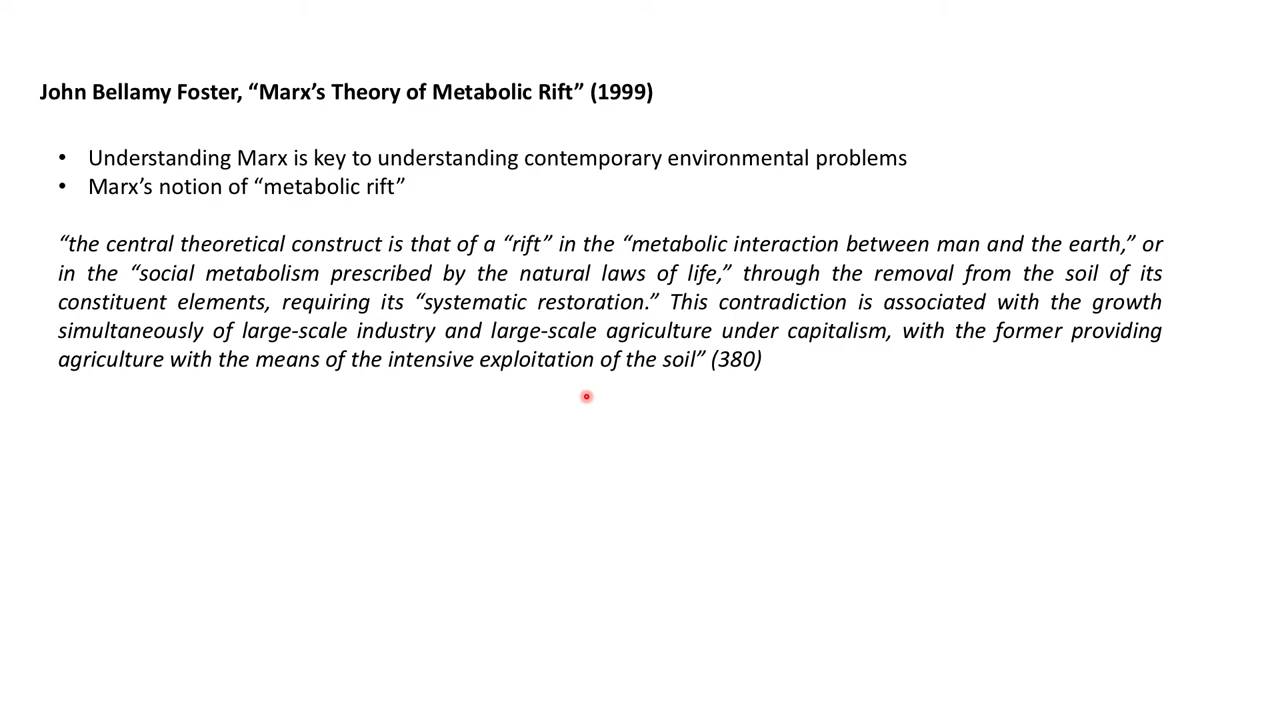 John Bellamy Foster, “Marx’s Theory of Metabolic Rift” (1999)
• Understanding Marx is key to understanding contemporary environmental problems
• Marx’s notion of “metabolic rift”
“the central theoretical construct is that of a “rift” in the “metabolic interaction between man and the earth,” or
in the “social metabolism prescribed by the natural laws of life,” through the removal from the soil of its
constituent elements, requiring its “systematic restoration.” This contradiction is associated with the growth
simultaneously of large-scale industry and large-scale agriculture under capitalism, with the former providing
agriculture with the means of the intensive exploitation of the soil” (380)